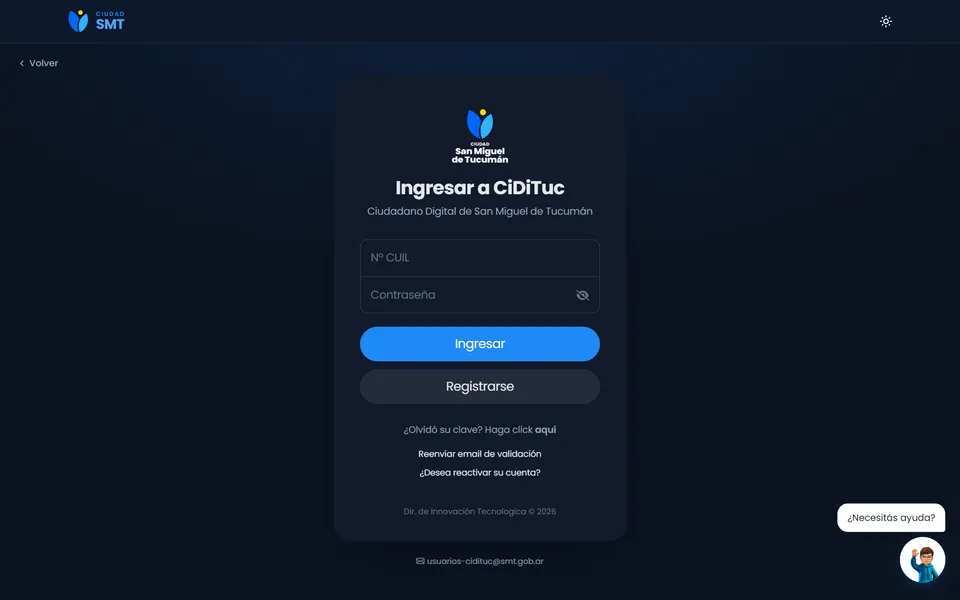 CIUDAD
SMT
Volver
CIUDAD
San Miguel
de Tucumán
Ingresar a CiDiTuc
Ciudadano Digital de San Miguel de Tucumán
Nº CUIL
Contraseña
Ingresar
Registrarse
¿Olvidó su clave? Haga click aquí
Reenviar email de validación
¿Desea reactivar su cuenta?
Dir. de Innovación Tecnologica © 2026
¿Necesitás ayuda?
usuarios-cidituc@smt.gob.ar